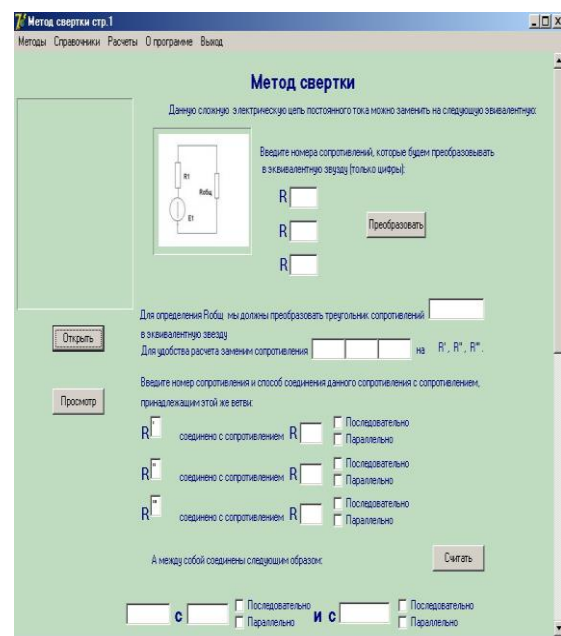 Метод свертки стр.1
Методы Справочники Расчеты О программе Выход
Метод свертки
Данную сложную электрическую цепь постоянного тока можно заменить на следующую эвивалентную:
R1
Rобщ
E1
Введите номера сопротивлений, которые будем преобразовывать
в эквивалентную звузду (только цифры):
R
R
R
Преобразовать
Для определения Rобщ мы должны преобразовать треугольник сопротивлений
в эквивалентную звезду
Для удобства расчета заменим сопротивления на R', R'', R'''.
Открыть
Просмотр
Введите номер сопротивления и способ соединения данного сопротивления с сопротивлением,
принадлежащим этой же ветви:
R ' соединено с сопротивлением R Последовательно
Параллельно
R '' соединено с сопротивлением R Последовательно
Параллельно
R ''' соединено с сопротивлением R Последовательно
Параллельно
А между собой соединены следующим образом:
Считать
с Последовательно и с Последовательно
Параллельно Параллельно